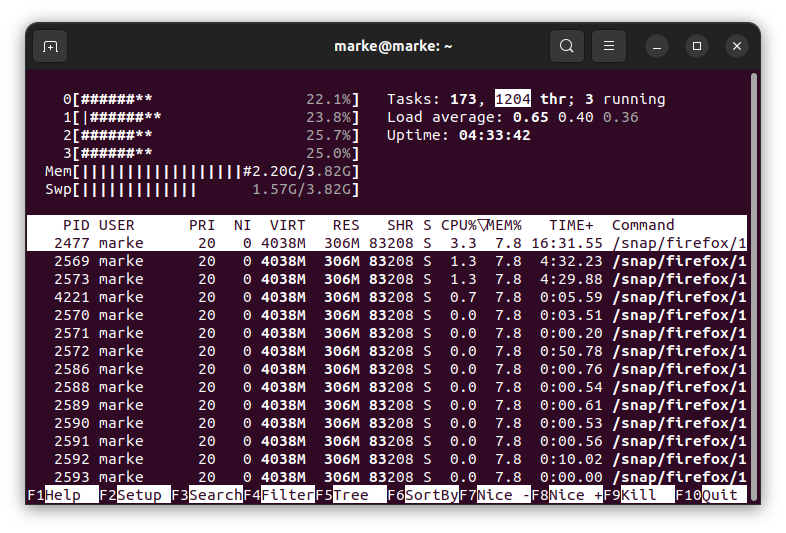 marke@marke: ~
0[######** 22.1%] Tasks: 173, 1204 thr; 3 running
1[|######** 23.8%] Load average: 0.65 0.40 0.36
2[######** 25.7%] Uptime: 04:33:42
3[######** 25.0%]
Mem[||||||||||||||||||#2.20G/3.82G]
Swp[||||||||||||| 1.57G/3.82G]
PID USER PRI NI VIRT RES SHR S CPU%▽MEM% TIME+ Command
2477 marke 20 0 4038M 306M 83208 S 3.3 7.8 16:31.55 /snap/firefox/1
2569 marke 20 0 4038M 306M 83208 S 1.3 7.8 4:32.23 /snap/firefox/1
2573 marke 20 0 4038M 306M 83208 S 1.3 7.8 4:29.88 /snap/firefox/1
4221 marke 20 0 4038M 306M 83208 S 0.7 7.8 0:05.59 /snap/firefox/1
2570 marke 20 0 4038M 306M 83208 S 0.0 7.8 0:03.51 /snap/firefox/1
2571 marke 20 0 4038M 306M 83208 S 0.0 7.8 0:00.20 /snap/firefox/1
2572 marke 20 0 4038M 306M 83208 S 0.0 7.8 0:50.78 /snap/firefox/1
2586 marke 20 0 4038M 306M 83208 S 0.0 7.8 0:00.76 /snap/firefox/1
2588 marke 20 0 4038M 306M 83208 S 0.0 7.8 0:00.54 /snap/firefox/1
2589 marke 20 0 4038M 306M 83208 S 0.0 7.8 0:00.61 /snap/firefox/1
2590 marke 20 0 4038M 306M 83208 S 0.0 7.8 0:00.53 /snap/firefox/1
2591 marke 20 0 4038M 306M 83208 S 0.0 7.8 0:00.56 /snap/firefox/1
2592 marke 20 0 4038M 306M 83208 S 0.0 7.8 0:10.02 /snap/firefox/1
2593 marke 20 0 4038M 306M 83208 S 0.0 7.8 0:00.00 /snap/firefox/1
F1Help F2Setup F3SearchF4FilterF5Tree F6SortByF7Nice -F8Nice +F9Kill F10Quit